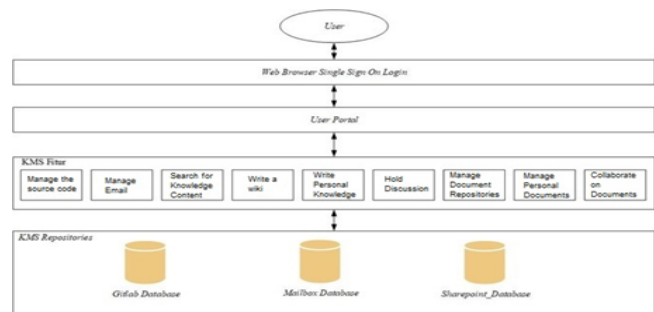 User
Web Browser Single Sign On Login
User Portal
KMS Fitur
Manage the
source code
Manage
Email
Search for
Knowledge
Content
Write a
wiki
Write
Personal
Knowledge
Hold
Discussion
Manage
Document
Repositories
Manage
Personal
Documents
Collaborate
on
Documents
KMS Repositories
Gitlab Database
Mailbox Database
Sharepoint_Database